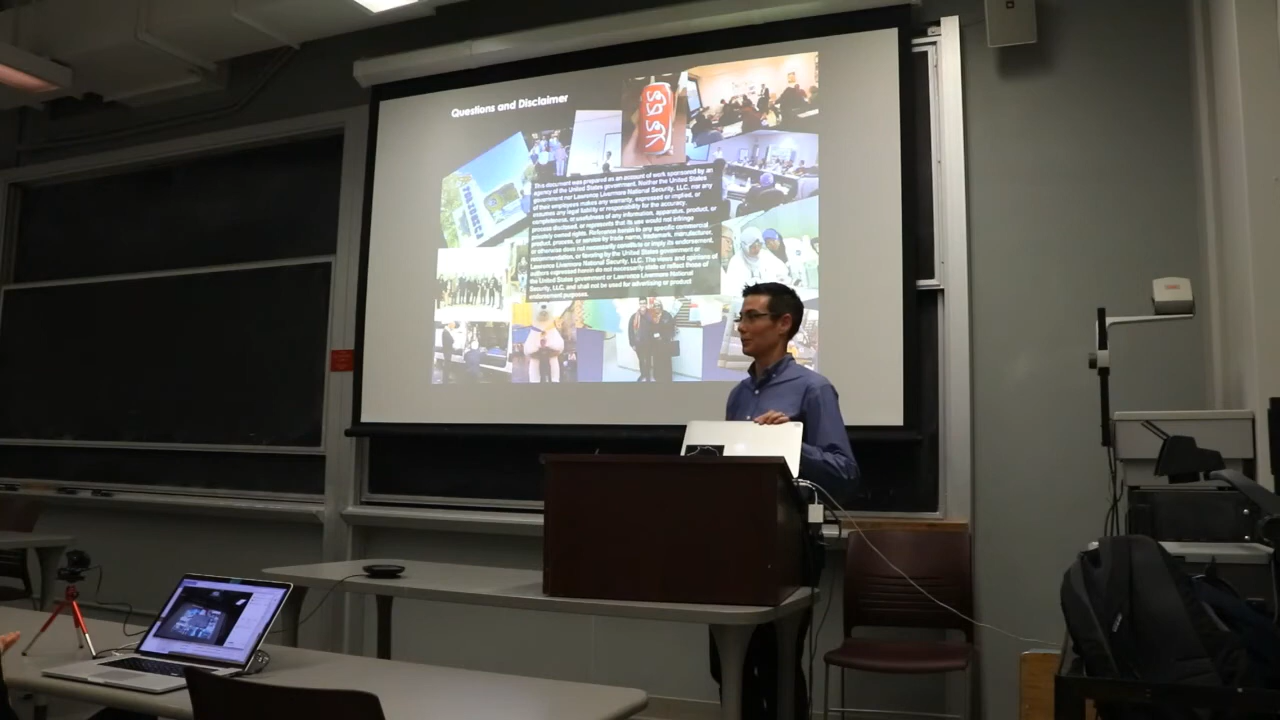 Questions and Disclaimer
This document was prepared as an account of work sponsored by an
agency of the United States government. Neither the United States
government nor Lawrence Livermore National Security, LLC, nor any
of their employees makes any warranty, expressed or implied, or
assumes any legal liability or responsibility for the accuracy,
completeness, or usefulness of any information, apparatus, product, or
process disclosed, or represents that its use would not infringe
privately owned rights. Reference herein to any specific commercial
product, process, or service by trade name, trademark, manufacturer,
or otherwise does not necessarily constitute or imply its endorsement,
recommendation, or favoring by the United States government or
Lawrence Livermore National Security, LLC. The views and opinions of
authors expressed herein do not necessarily state or reflect those of
the United States government or Lawrence Livermore National
Security, LLC, and shall not be used for advertising or product
endorsement purposes.